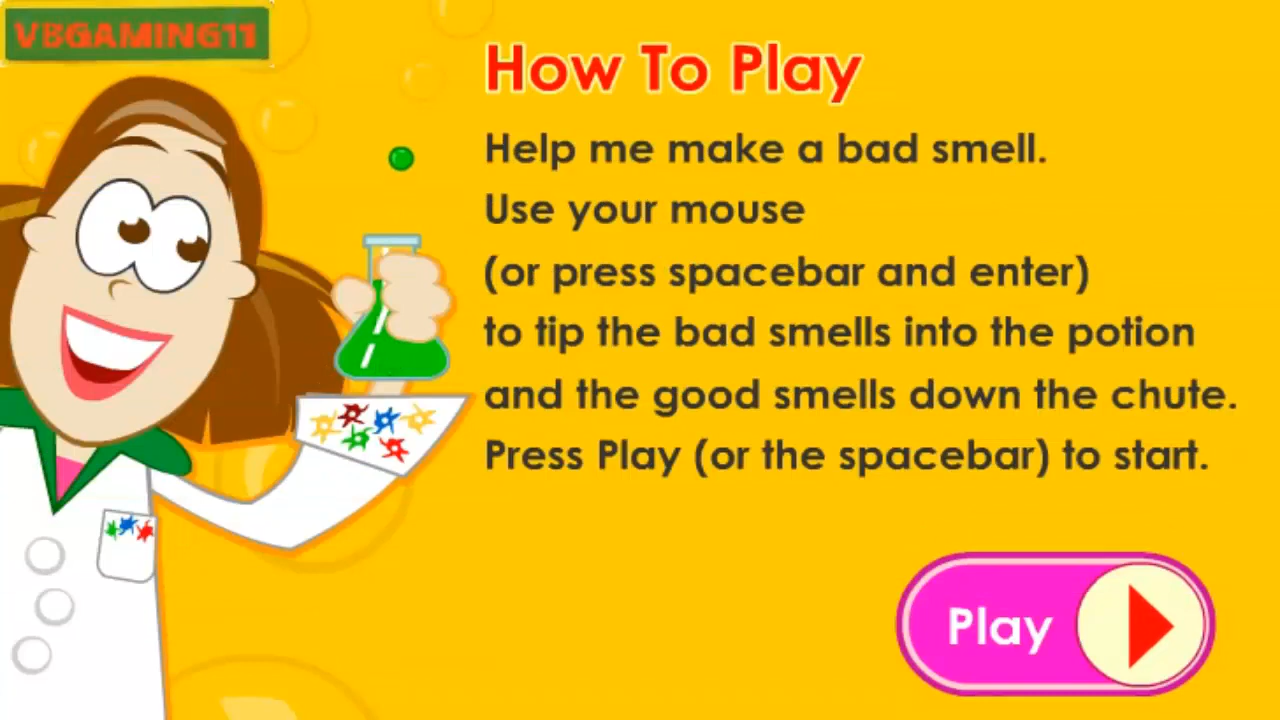 VBGAMING11
How To Play
Help me make a bad smell.
Use your mouse
(or press spacebar and enter)
to tip the bad smells into the potion
and the good smells down the chute.
Press Play (or the spacebar) to start.
Play